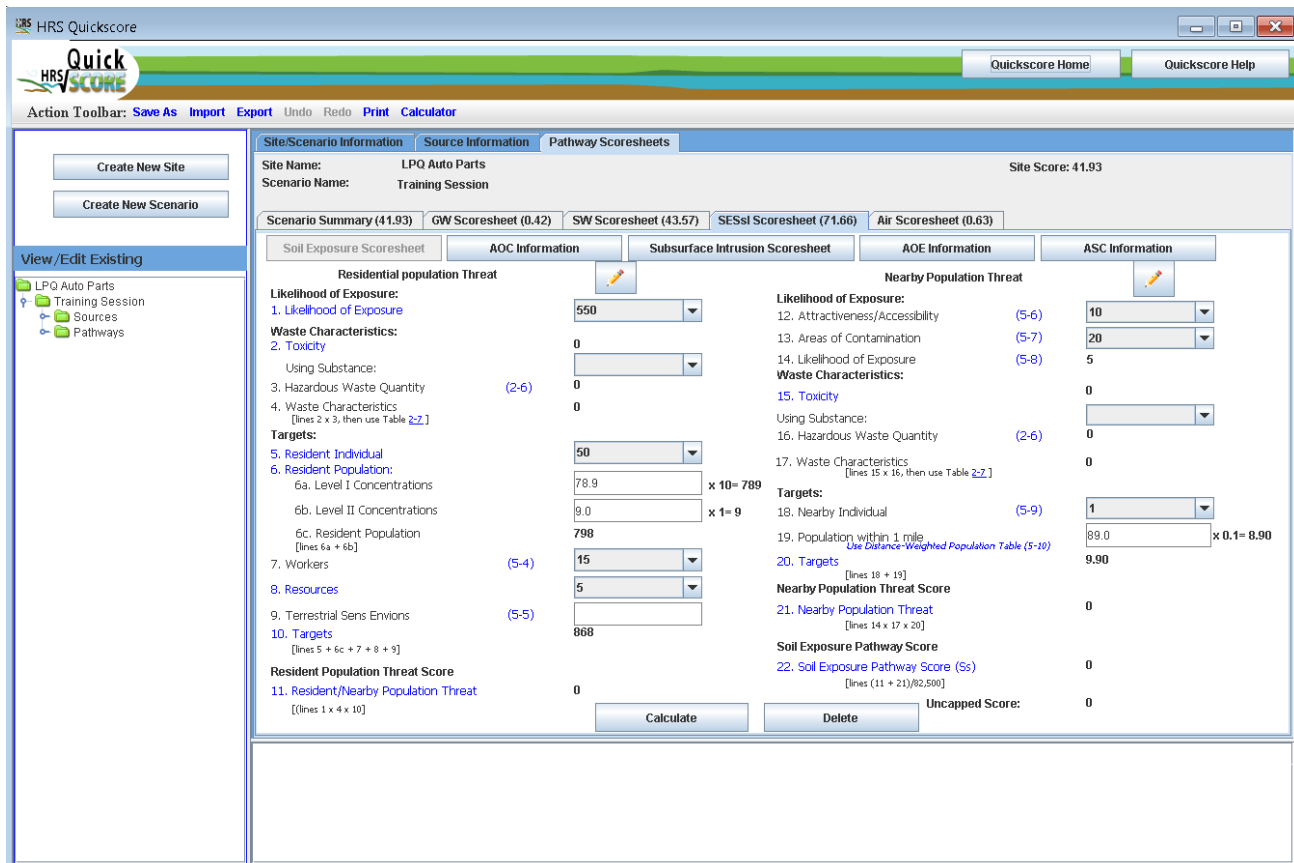 HRS Quickscore
Quick
HRS SCORE
Quickscore Home
Quickscore Help
Action Toolbar: Save As Import Export Undo Redo Print Calculator
Create New Site
Create New Scenario
View/Edit Existing
LPQ Auto Parts
Training Session
Sources
Pathways
Site/Scenario Information Source Information Pathway Scoresheets
Site Name: LPQ Auto Parts Site Score: 41.93
Scenario Name: Training Session
Scenario Summary (41.93) GW Scoresheet (0.42) SW Scoresheet (43.57) SESsI Scoresheet (71.66) Air Scoresheet (0.63)
Soil Exposure Scoresheet AOC Information Subsurface Intrusion Scoresheet AOE Information ASC Information
Residential population Threat
Likelihood of Exposure:
1. Likelihood of Exposure 550
Waste Characteristics:
2. Toxicity 0
Using Substance:
3. Hazardous Waste Quantity (2-6) 0
4. Waste Characteristics 0
[lines 2 x 3, then use Table 2-7 ]
Targets:
5. Resident Individual 50
6. Resident Population:
6a. Level I Concentrations 78.9 x 10= 789
6b. Level II Concentrations 9.0 x 1= 9
6c. Resident Population 798
[lines 6a + 6b]
7. Workers (5-4) 15
8. Resources 5
9. Terrestrial Sens Envions (5-5)
10. Targets 868
[lines 5 + 6c + 7 + 8 + 9]
Resident Population Threat Score
11. Resident/Nearby Population Threat 0
[(lines 1 x 4 x 10]
Nearby Population Threat
Likelihood of Exposure:
12. Attractiveness/Accessibility (5-6) 10
13. Areas of Contamination (5-7) 20
14. Likelihood of Exposure (5-8) 5
Waste Characteristics:
15. Toxicity 0
Using Substance:
16. Hazardous Waste Quantity (2-6) 0
17. Waste Characteristics 0
[lines 15 x 16, then use Table 2-7 ]
Targets:
18. Nearby Individual (5-9) 1
19. Population within 1 mile 89.0 x 0.1= 8.90
Use Distance-Weighted Population Table (5-10)
20. Targets 9.90
[lines 18 + 19]
Nearby Population Threat Score
21. Nearby Population Threat 0
[lines 14 x 17 x 20]
Soil Exposure Pathway Score
22. Soil Exposure Pathway Score (Ss) 0
[lines (11 + 21)/82,500]
Uncapped Score: 0
Calculate Delete